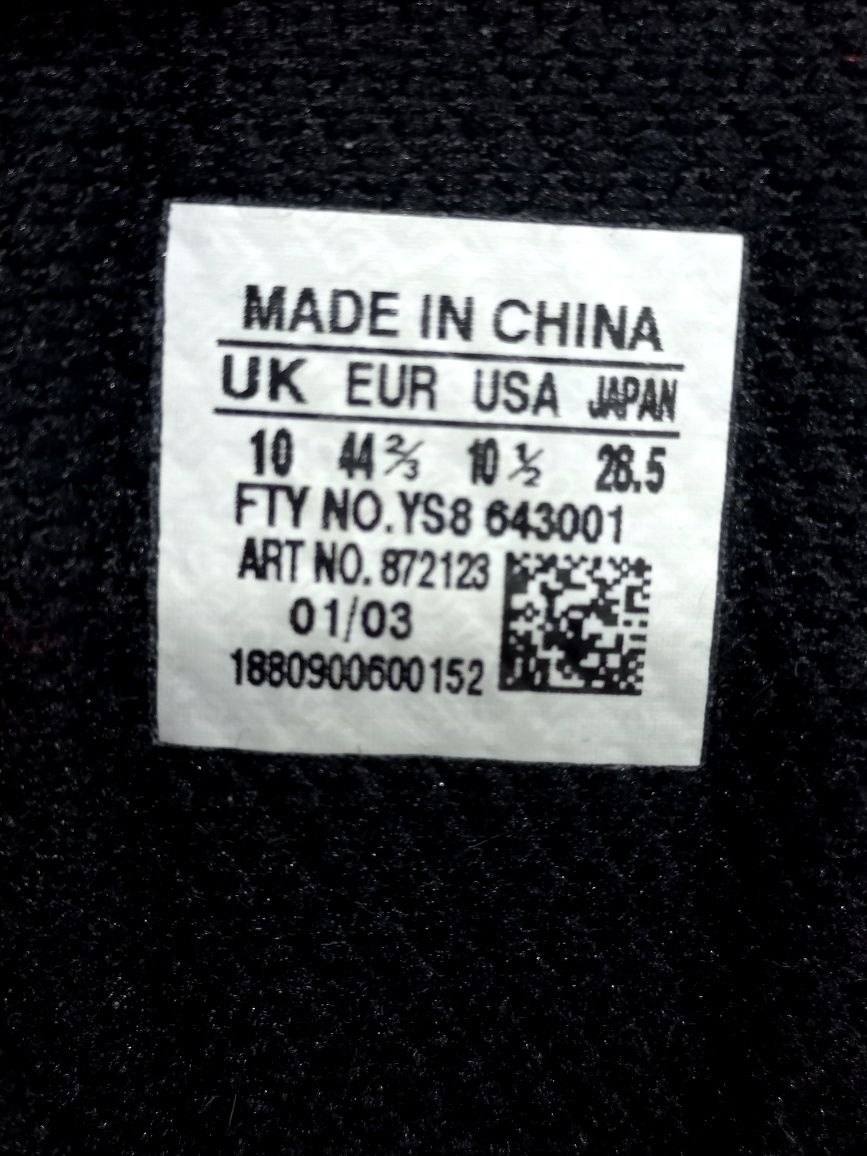 MADE IN CHINA
UK EUR USA JAPAN
10 44⅔ 10½ 28.5
FTY NO.YS8 643001
ART NO. 872123
01/03
1880900600152